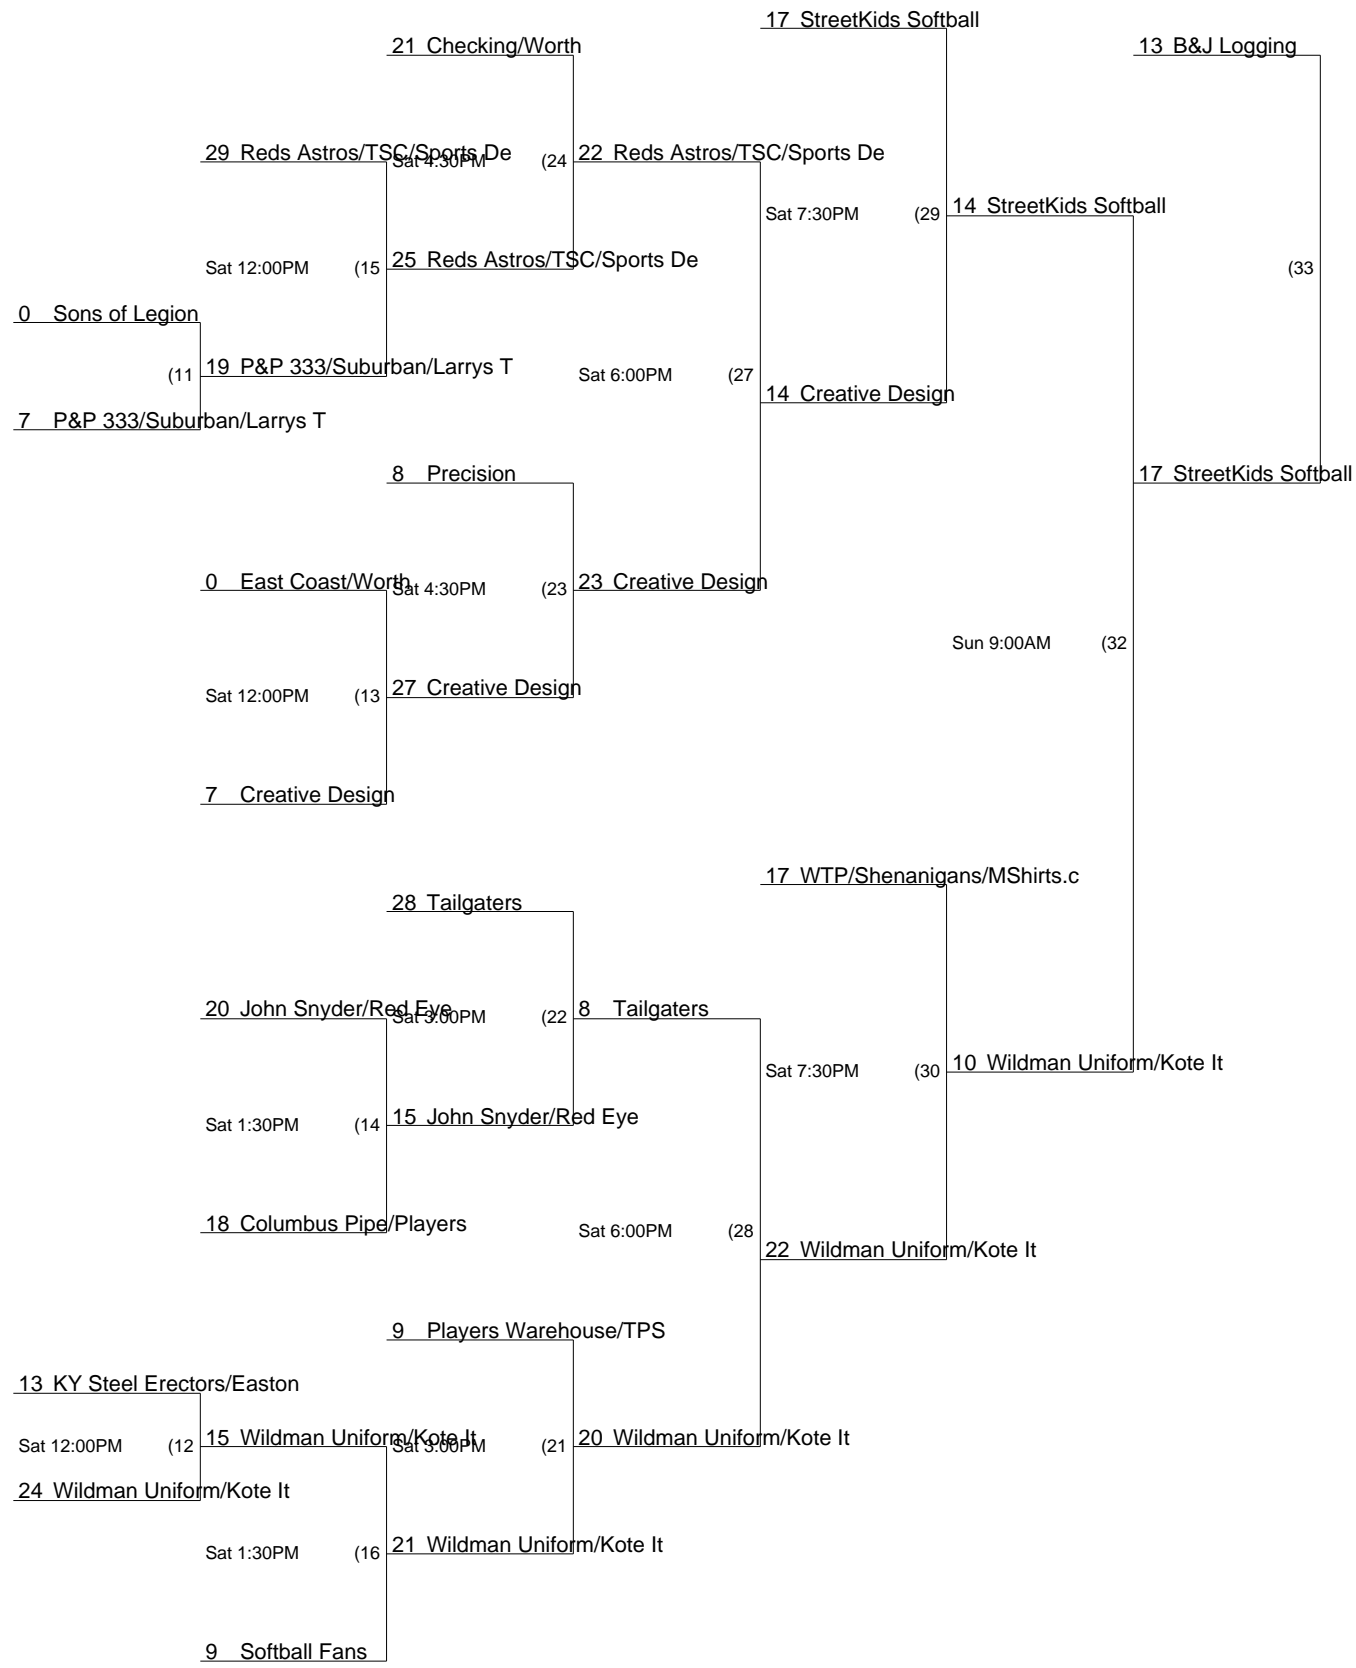 17 StreetKids Softball
21 Checking/Worth
13 B&J Logging
29 Reds Astros/TSC/Sports De
Sat 4:30PM (24
22 Reds Astros/TSC/Sports De
Sat 7:30PM (29
14 StreetKids Softball
Sat 12:00PM (15
25 Reds Astros/TSC/Sports De
(33
0 Sons of Legion
(11
19 P&P 333/Suburban/Larrys T
Sat 6:00PM (27
14 Creative Design
7 P&P 333/Suburban/Larrys T
8 Precision
17 StreetKids Softball
0 East Coast/Worth
Sat 4:30PM (23
23 Creative Design
Sun 9:00AM (32
Sat 12:00PM (13
27 Creative Design
7 Creative Design
17 WTP/Shenanigans/MShirts.c
28 Tailgaters
20 John Snyder/Red Eye
Sat 3:00PM (22
8 Tailgaters
Sat 7:30PM (30
10 Wildman Uniform/Kote It
Sat 1:30PM (14
15 John Snyder/Red Eye
18 Columbus Pipe/Players
Sat 6:00PM (28
22 Wildman Uniform/Kote It
9 Players Warehouse/TPS
13 KY Steel Erectors/Easton
Sat 12:00PM (12
15 Wildman Uniform/Kote It
Sat 3:00PM (21
20 Wildman Uniform/Kote It
24 Wildman Uniform/Kote It
Sat 1:30PM (16
21 Wildman Uniform/Kote It
9 Softball Fans